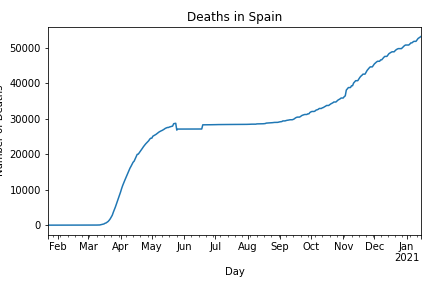 Deaths in Spain
Number of Deaths
50000
40000
30000
20000
10000
0
Feb Mar Apr May Jun Jul Aug Sep Oct Nov Dec Jan
2021
Day